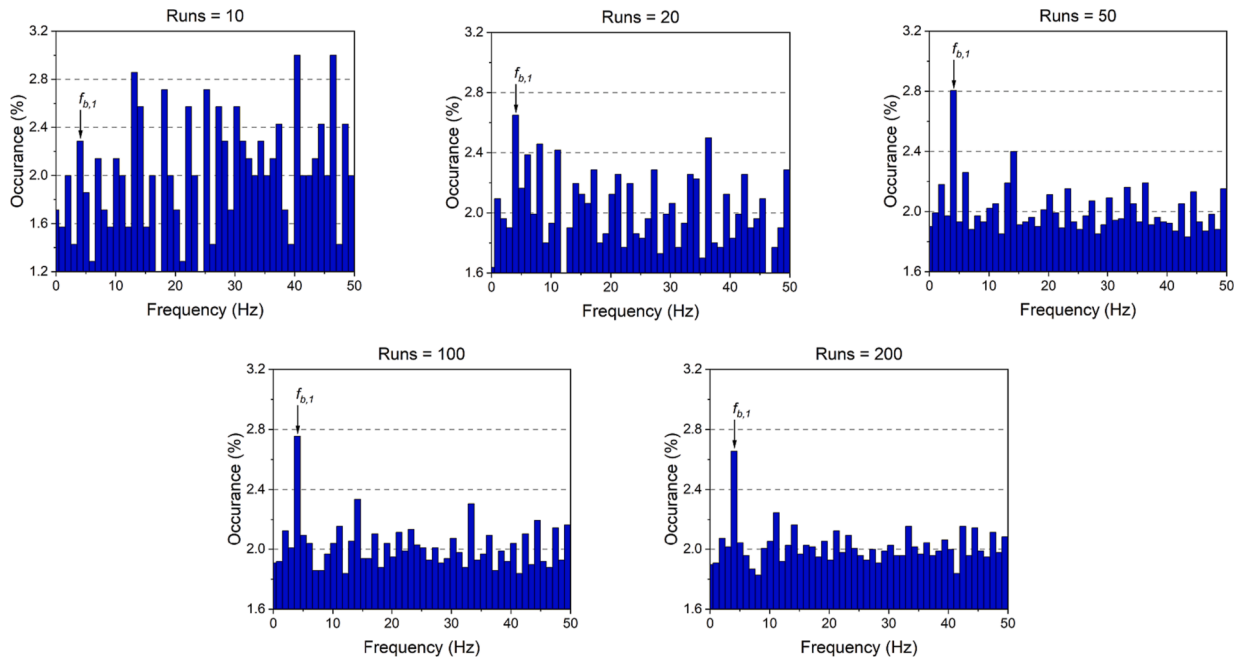 Runs = 10
3.2
2.8
2.4
2.0
1.6
1.2
Occurance (%)
f_{b,1}
0 10 20 30 40 50
Frequency (Hz)
Runs = 20
3.2
2.8
2.4
2.0
1.6
Occurance (%)
f_{b,1}
0 10 20 30 40 50
Frequency (Hz)
Runs = 50
3.2
2.8
2.4
2.0
1.6
Occurance (%)
f_{b,1}
0 10 20 30 40 50
Frequency (Hz)
Runs = 100
3.2
2.8
2.4
2.0
1.6
Occurance (%)
f_{b,1}
0 10 20 30 40 50
Frequency (Hz)
Runs = 200
3.2
2.8
2.4
2.0
1.6
Occurance (%)
f_{b,1}
0 10 20 30 40 50
Frequency (Hz)